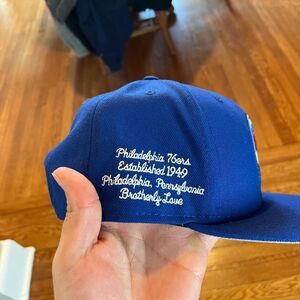 Philadelphia 76ers
Established 1949
Philadelphia, Pennsylvania
Brotherly Love